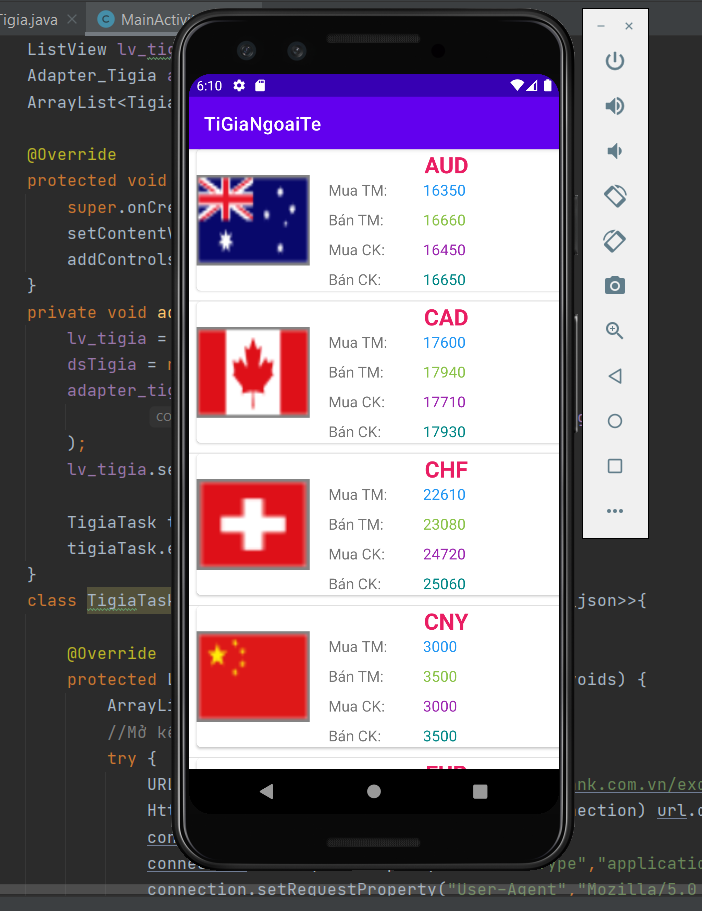 Tigia.java
MainActivi
ListView lv_tig
Adapter_Tigia a
ArrayList<Tigia
@Override
protected void
super.onCre
setContentV
addControls
}
private void ad
lv_tigia =
dsTigia = n
adapter_tig
co
);
lv_tigia.se
TigiaTask t
tigiaTask.e
}
class TigiaTask
json>>{
@Override
protected L
roids) {
ArrayLi
//Mở kế
try {
URL
nk.com.vn/exc
Htt
ection) url.o
con
conne
ype","applicatio
connection.setRequestProperty("User-Agent","Mozilla/5.0
6:10
TiGiaNgoaiTe
AUD
Mua TM: 16350
Bán TM: 16660
Mua CK: 16450
Bán CK: 16650
CAD
Mua TM: 17600
Bán TM: 17940
Mua CK: 17710
Bán CK: 17930
CHF
Mua TM: 22610
Bán TM: 23080
Mua CK: 24720
Bán CK: 25060
CNY
Mua TM: 3000
Bán TM: 3500
Mua CK: 3000
Bán CK: 3500
EUR